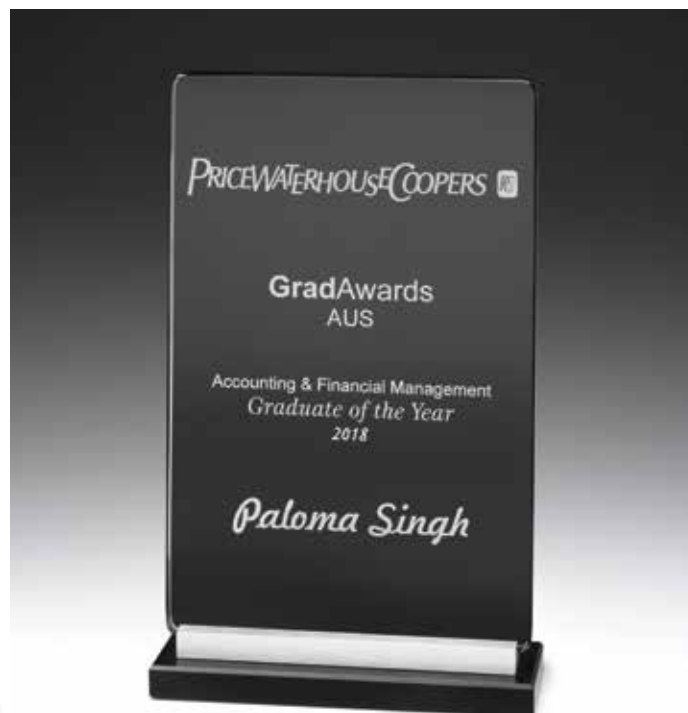 PRICEWATERHOUSECOOPERS
GradAwards
AUS
Accounting & Financial Management
Graduate of the Year
2018
Paloma Singh